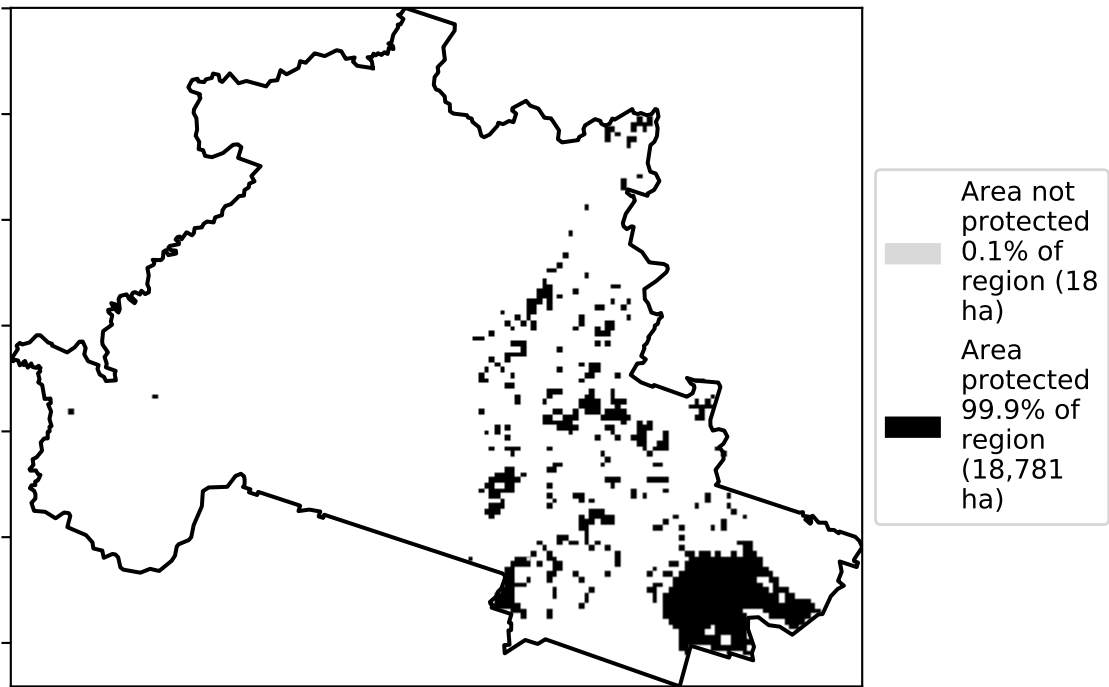 Area not
protected
0.1% of
region (18
ha)
Area
protected
99.9% of
region
(18,781
ha)